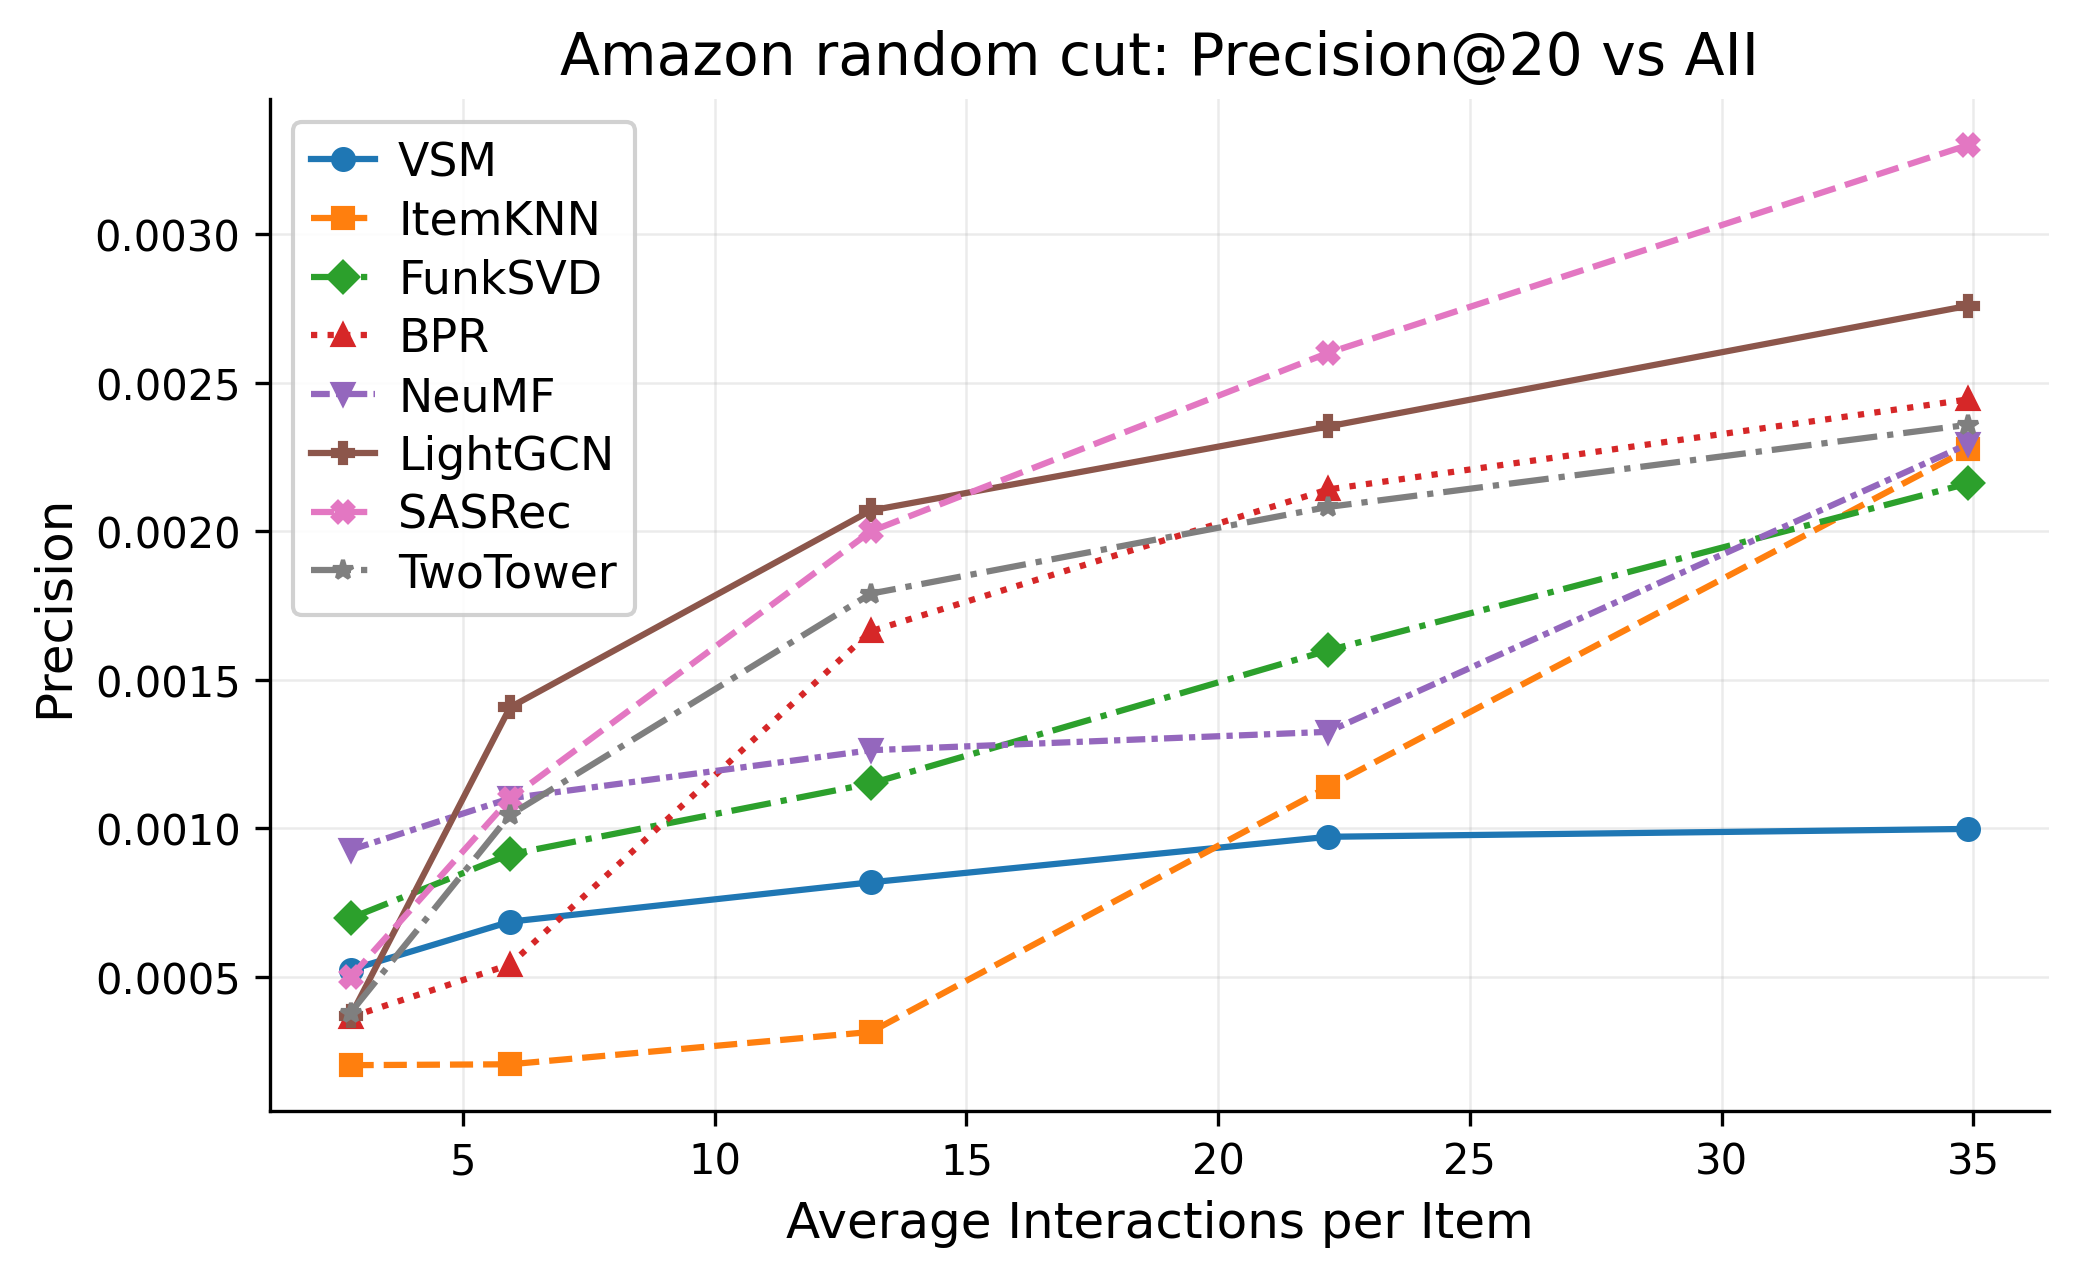 Amazon random cut: Precision@20 vs AII
VSM
ItemKNN
FunkSVD
BPR
NeuMF
LightGCN
SASRec
TwoTower
Precision
0.0030
0.0025
0.0020
0.0015
0.0010
0.0005
5 10 15 20 25 30 35
Average Interactions per Item